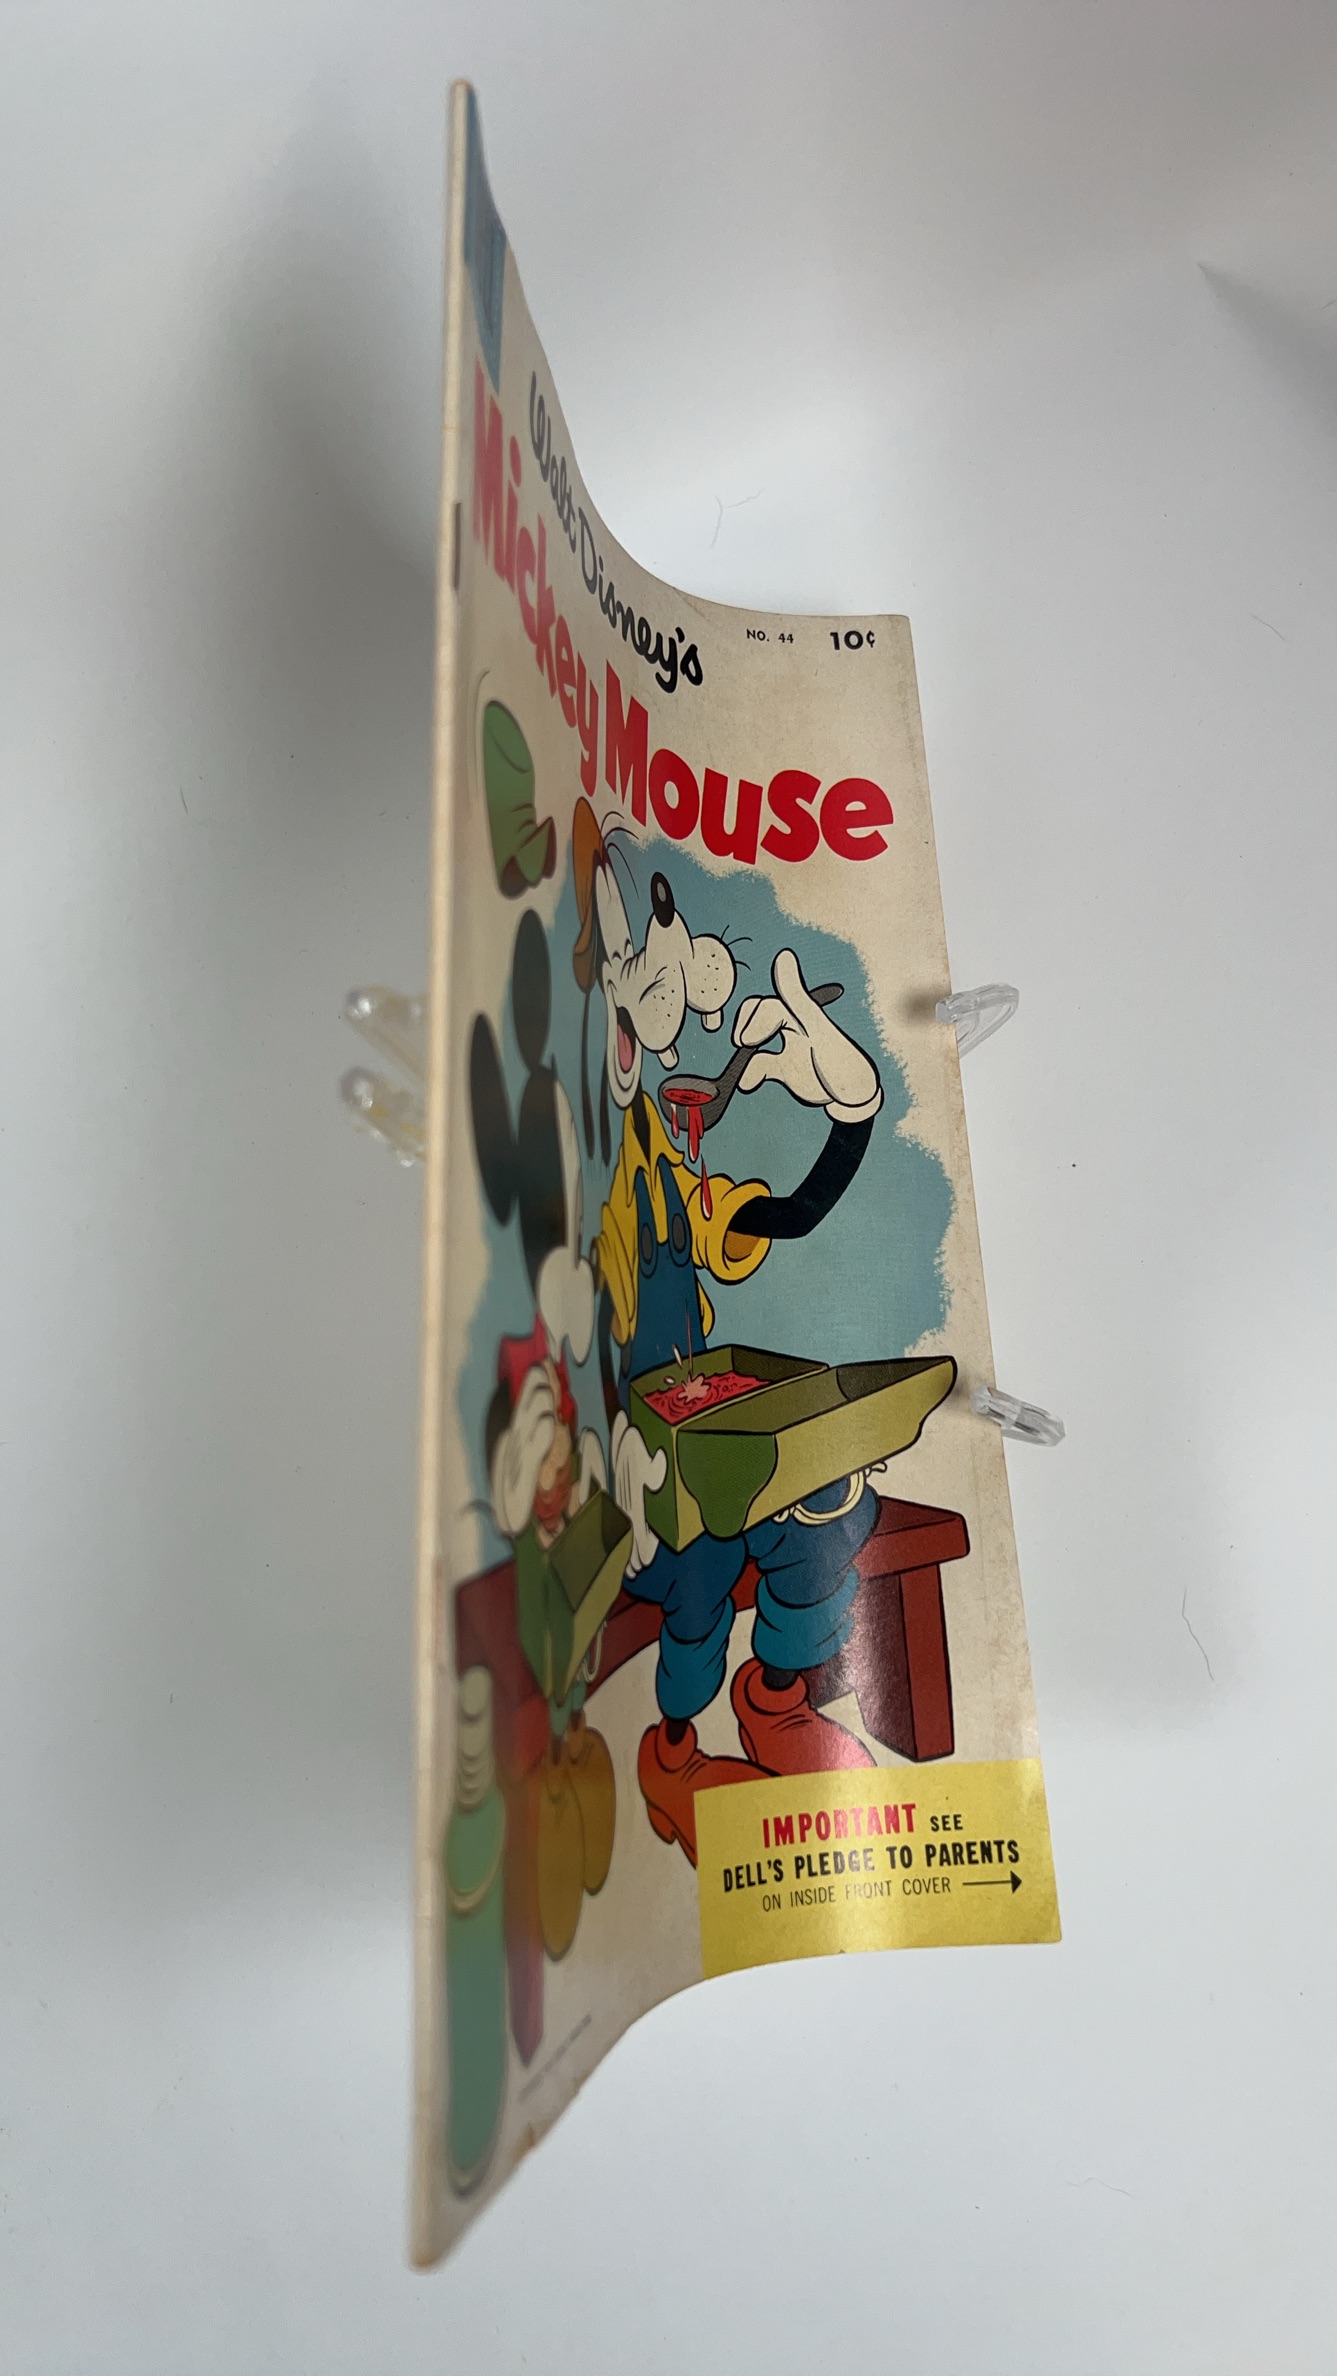 Walt Disney's
NO. 44 10¢
Mickey Mouse
IMPORTANT SEE
DELL'S PLEDGE TO PARENTS
ON INSIDE FRONT COVER